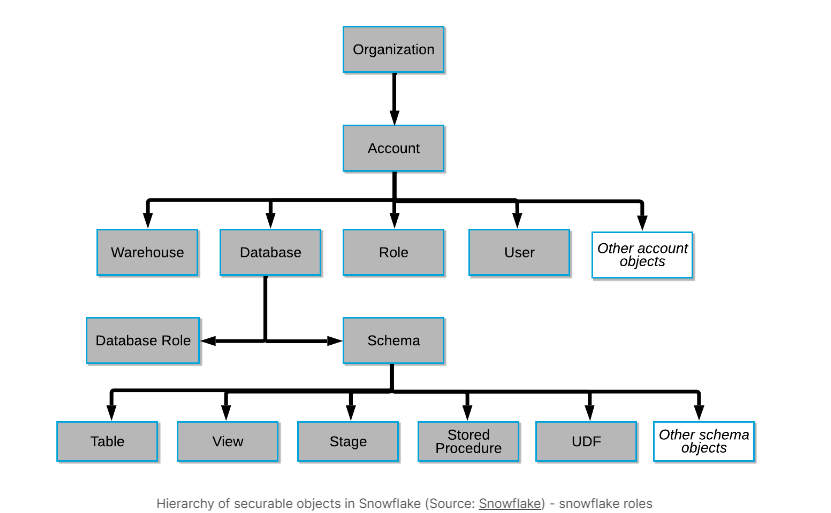 Organization
Account
Warehouse
Database
Role
User
Other account
objects
Database Role
Schema
Table
View
Stage
Stored
Procedure
UDF
Other schema
objects
Hierarchy of securable objects in Snowflake (Source: Snowflake) - snowflake roles